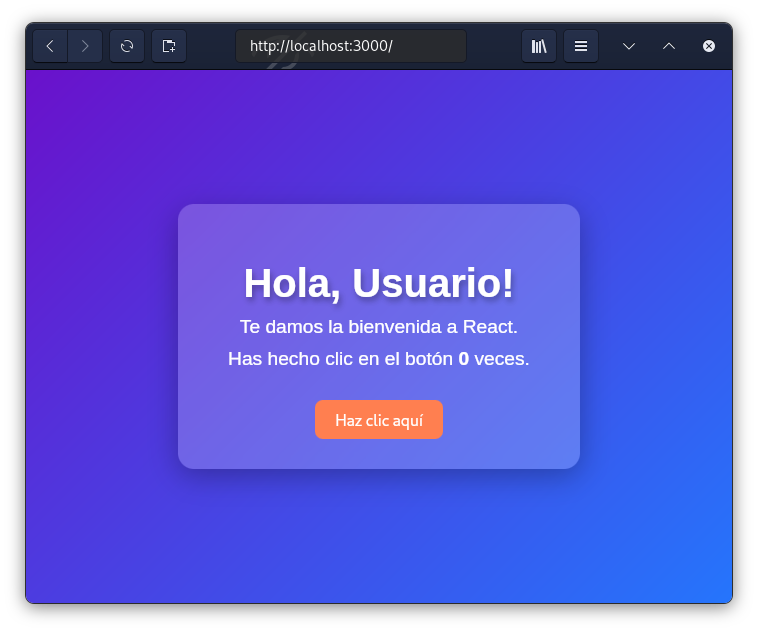 http://localhost:3000/
Hola, Usuario!
Te damos la bienvenida a React.
Has hecho clic en el botón 0 veces.
Haz clic aquí